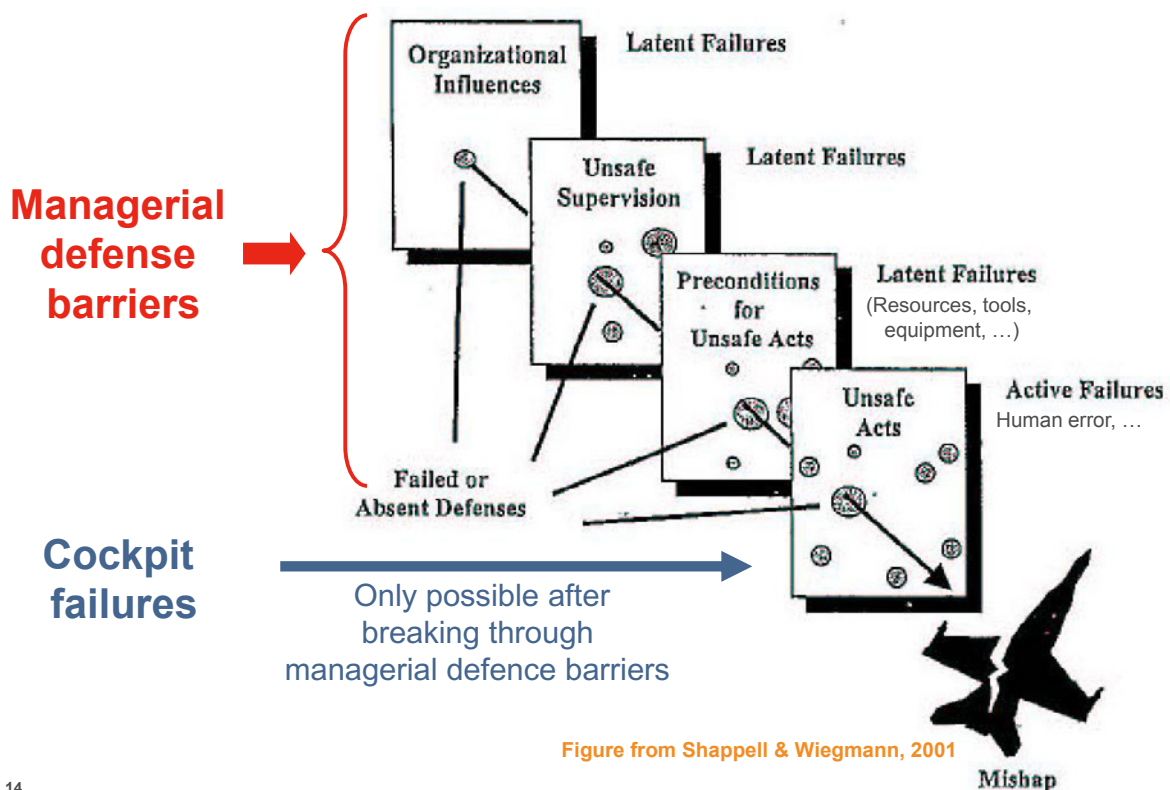 Organizational
Influences
Latent Failures
Unsafe
Supervision
Latent Failures
Managerial
defense
barriers
Preconditions
for
Unsafe Acts
Latent Failures
(Resources, tools,
equipment, …)
Unsafe
Acts
Active Failures
Human error, …
Failed or
Absent Defenses
Cockpit
failures
Only possible after
breaking through
managerial defence barriers
Figure from Shappell & Wiegmann, 2001
Mishap
14